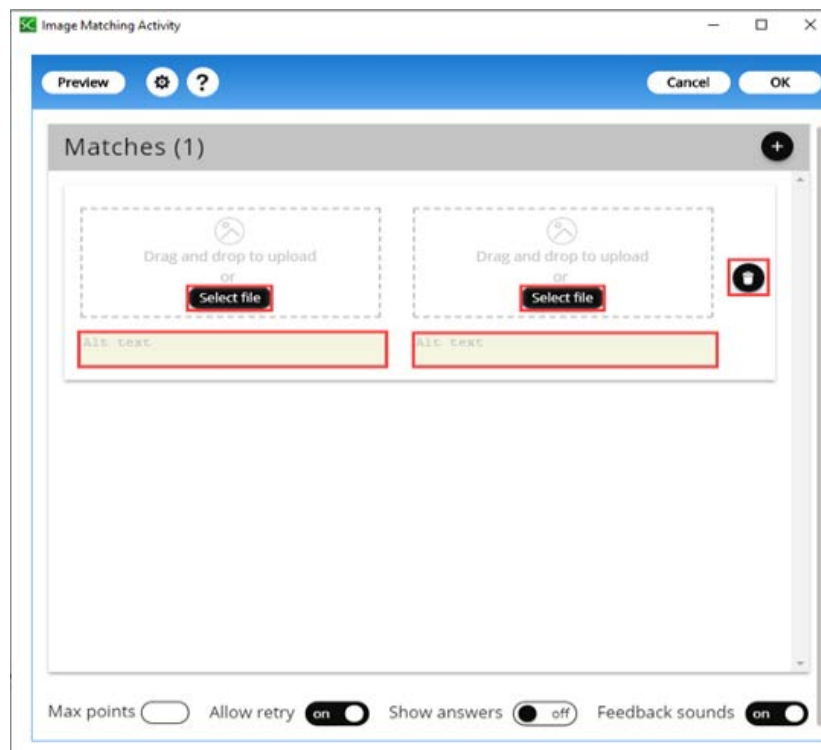 SC Image Matching Activity
Preview ? Cancel OK
Matches (1) +
Drag and drop to upload Drag and drop to upload
or or
Select file Select file
Alt text Alt text
Max points Allow retry on Show answers off Feedback sounds on